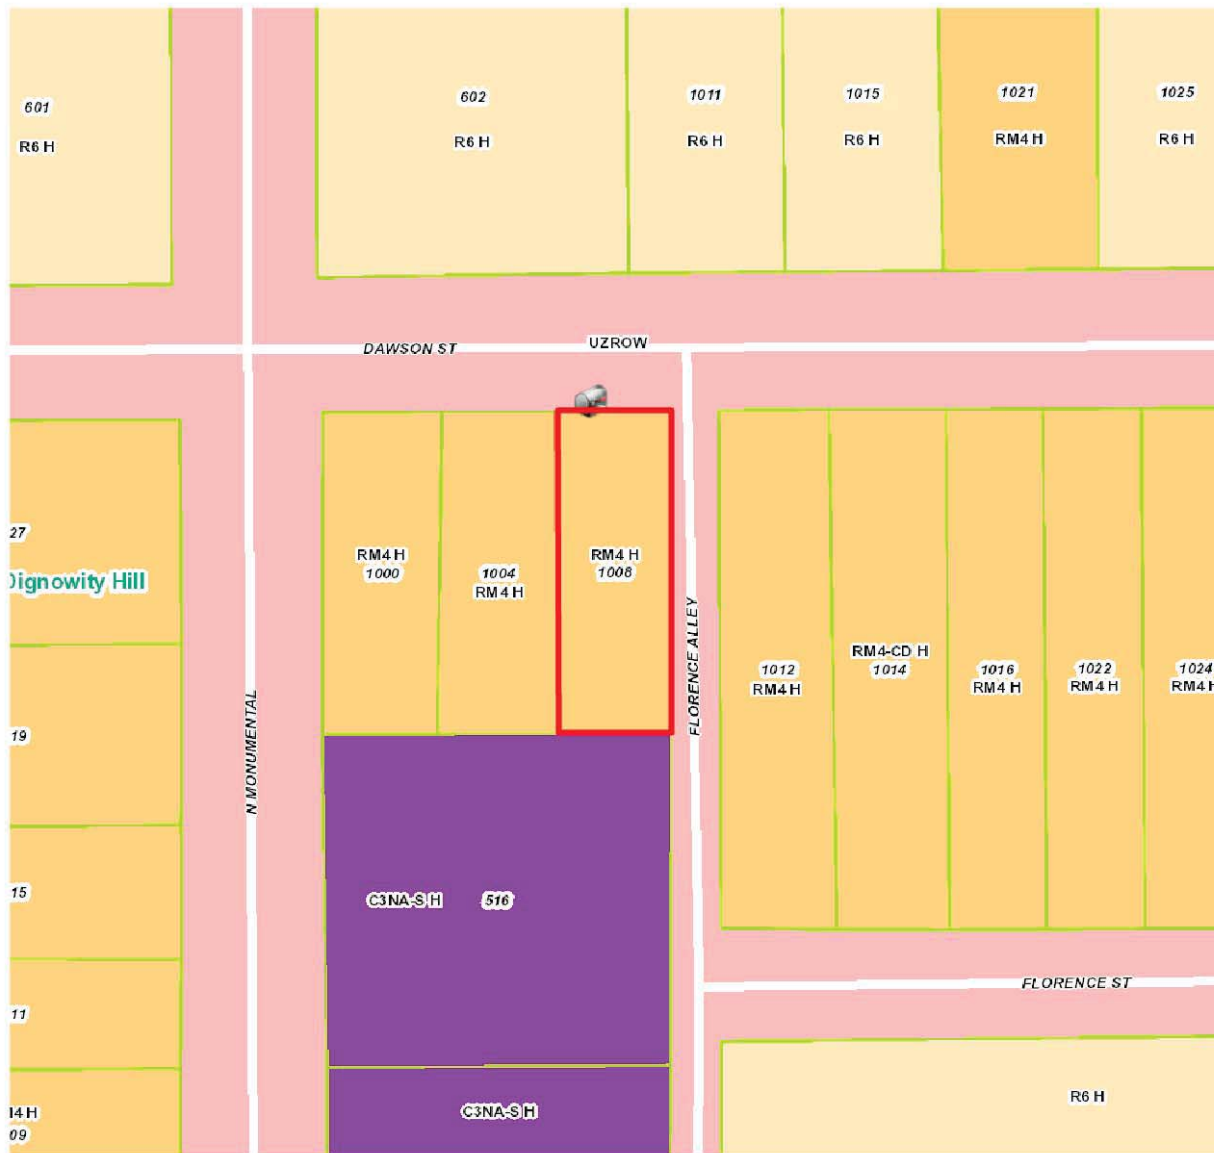 601
R6 H
602
R6 H
1011
R6 H
1015
R6 H
1021
RM4 H
1025
R6 H
DAWSON ST
UZROW
RM4 H
1000
1004
RM4 H
RM4 H
1008
27
Dignowity Hill
19
15
11
M4 H
09
N MONUMENTAL
FLORENCE ALLEY
1012
RM4 H
RM4-CD H
1014
1016
RM4 H
1022
RM4 H
1024
RM4 H
C3NA-S H
516
FLORENCE ST
C3NA-S H
R6 H